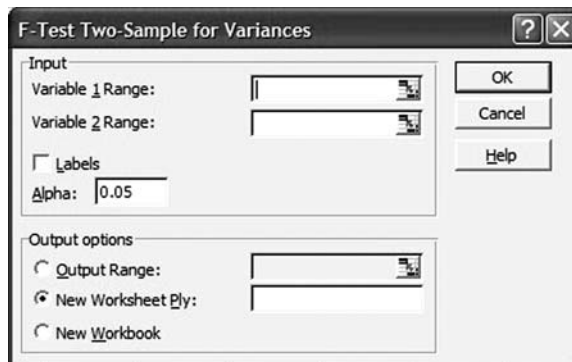 F-Test Two-Sample for Variances
Input
Variable 1 Range:
Variable 2 Range:
Labels
Alpha: 0.05
OK
Cancel
Help
Output options
Output Range:
New Worksheet Ply:
New Workbook